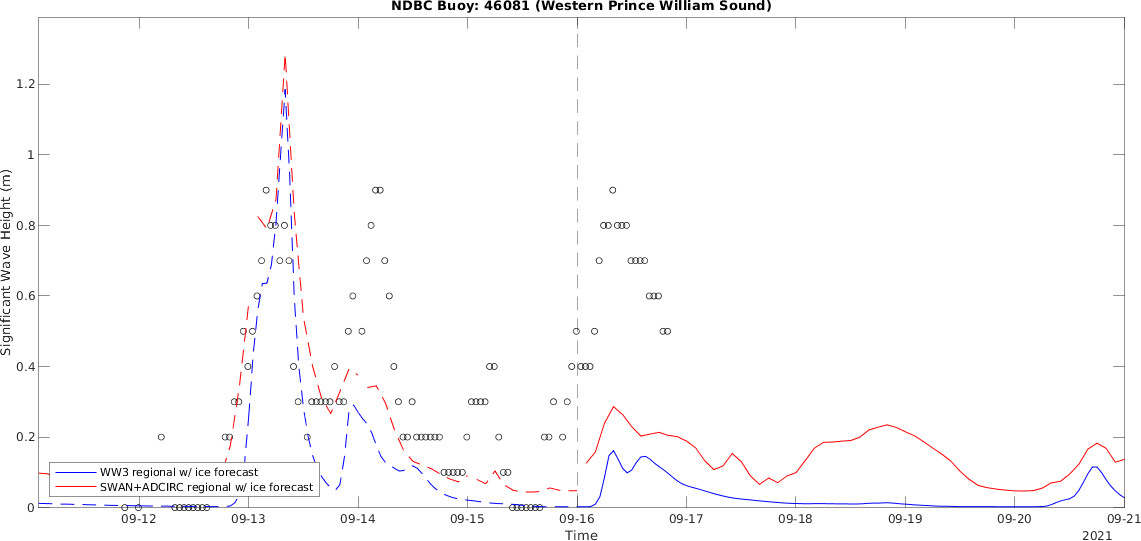 NDBC Buoy: 46081 (Western Prince William Sound)
Significant Wave Height (m)
1.2
1
0.8
0.6
0.4
0.2
0
WW3 regional w/ ice forecast
SWAN+ADCIRC regional w/ ice forecast
09-12 09-13 09-14 09-15 09-16 09-17 09-18 09-19 09-20 09-21
Time
2021